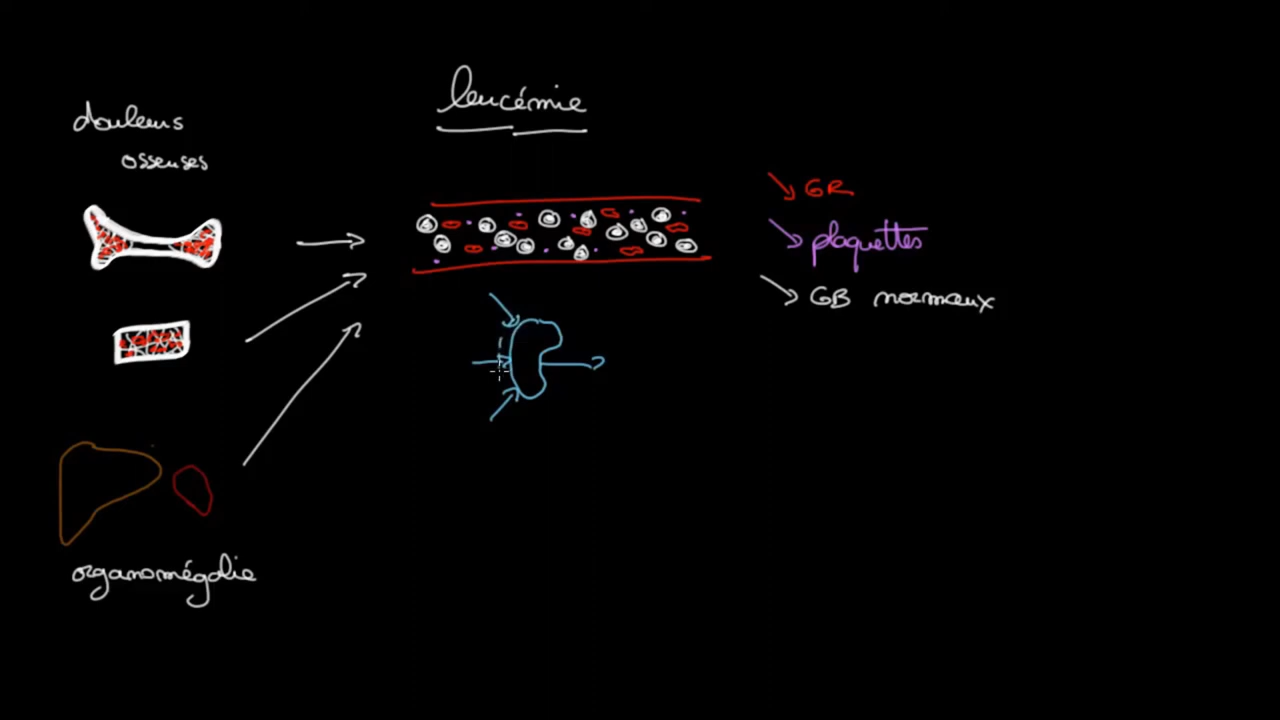 leucémie
douleurs
osseuses
GR
plaquettes
GB normaux
organomégalie